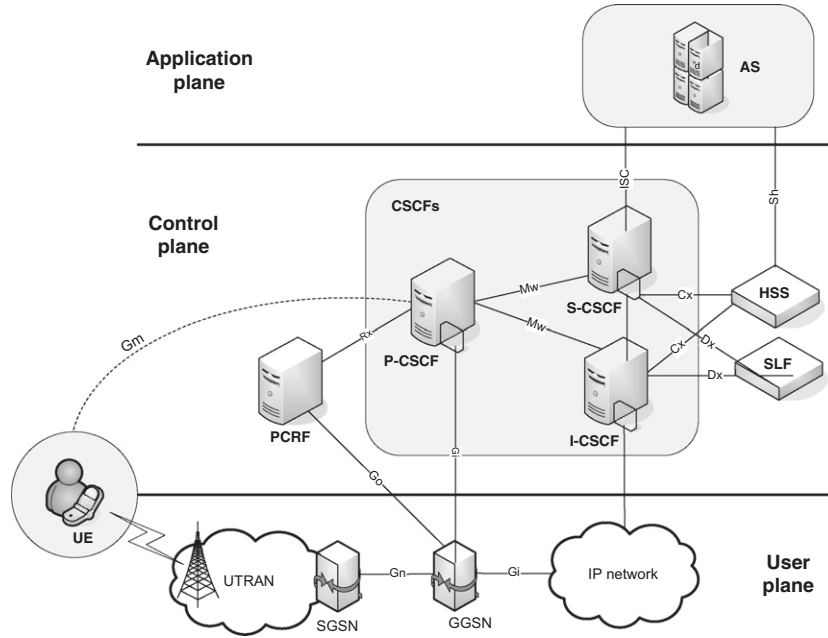 Application
plane
AS
ISC
Sh
Control
plane
CSCFs
Mw
S-CSCF
Cx
HSS
Gm
Rx
P-CSCF
Mw
Cx
Dx
SLF
Dx
PCRF
I-CSCF
Gi
Go
UE
UTRAN
Gn
Gi
IP network
User
plane
SGSN
GGSN